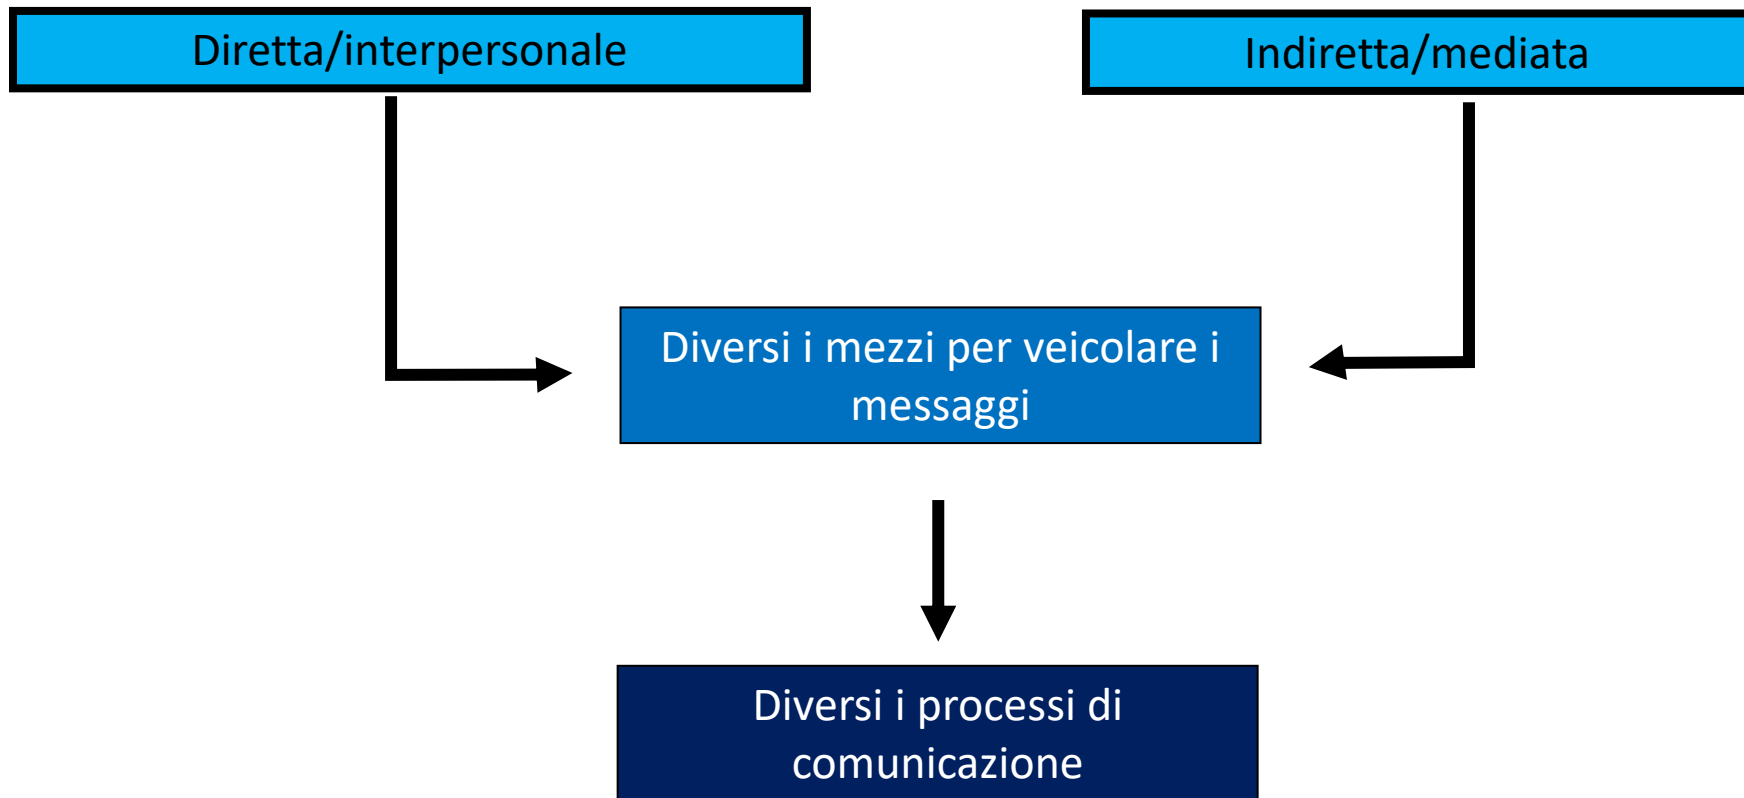 Diretta/interpersonale
Indiretta/mediata
Diversi i mezzi per veicolare i
messaggi
Diversi i processi di
comunicazione